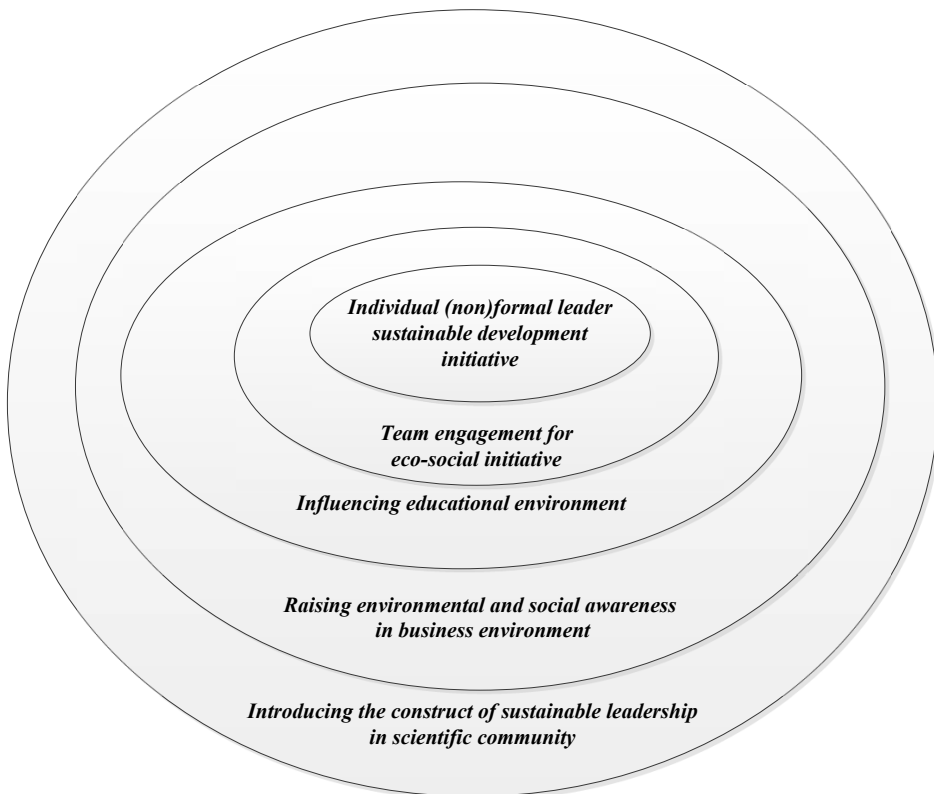 Individual (non)formal leader
sustainable development
initiative
Team engagement for
eco-social initiative
Influencing educational environment
Raising environmental and social awareness
in business environment
Introducing the construct of sustainable leadership
in scientific community